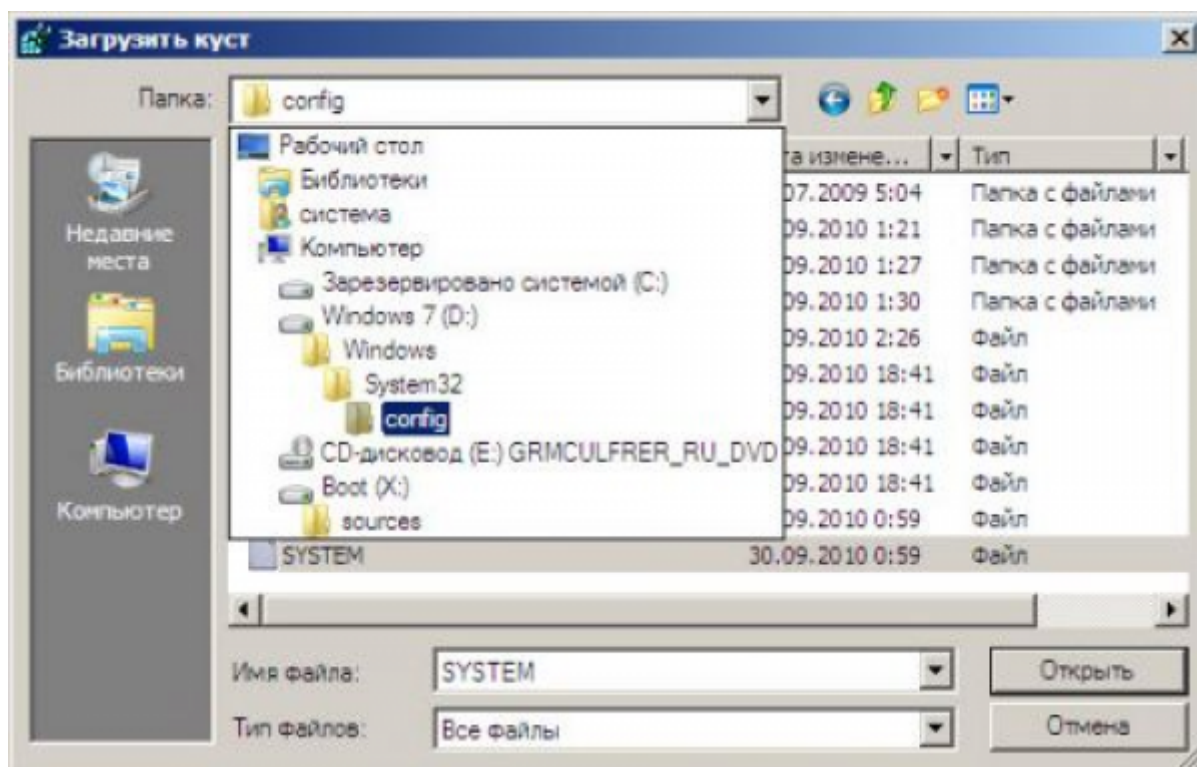 Загрузить куст
Папка: config
Рабочий стол
Библиотеки
система
Компьютер
Зарезервировано системой (C:)
Windows 7 (D:)
Windows
System32
config
CD-дисковод (E:) GRMCULFRER_RU_DVD
Boot (X:)
sources
Недавние
места
Библиотеки
Компьютер
та измене... Тип
07.2009 5:04 Папка с файлами
09.2010 1:21 Папка с файлами
09.2010 1:27 Папка с файлами
09.2010 1:30 Папка с файлами
09.2010 2:26 Файл
09.2010 18:41 Файл
09.2010 18:41 Файл
09.2010 18:41 Файл
09.2010 18:41 Файл
09.2010 0:59 Файл
SYSTEM 30.09.2010 0:59 Файл
Имя файла: SYSTEM Открыть
Тип файлов: Все файлы Отмена